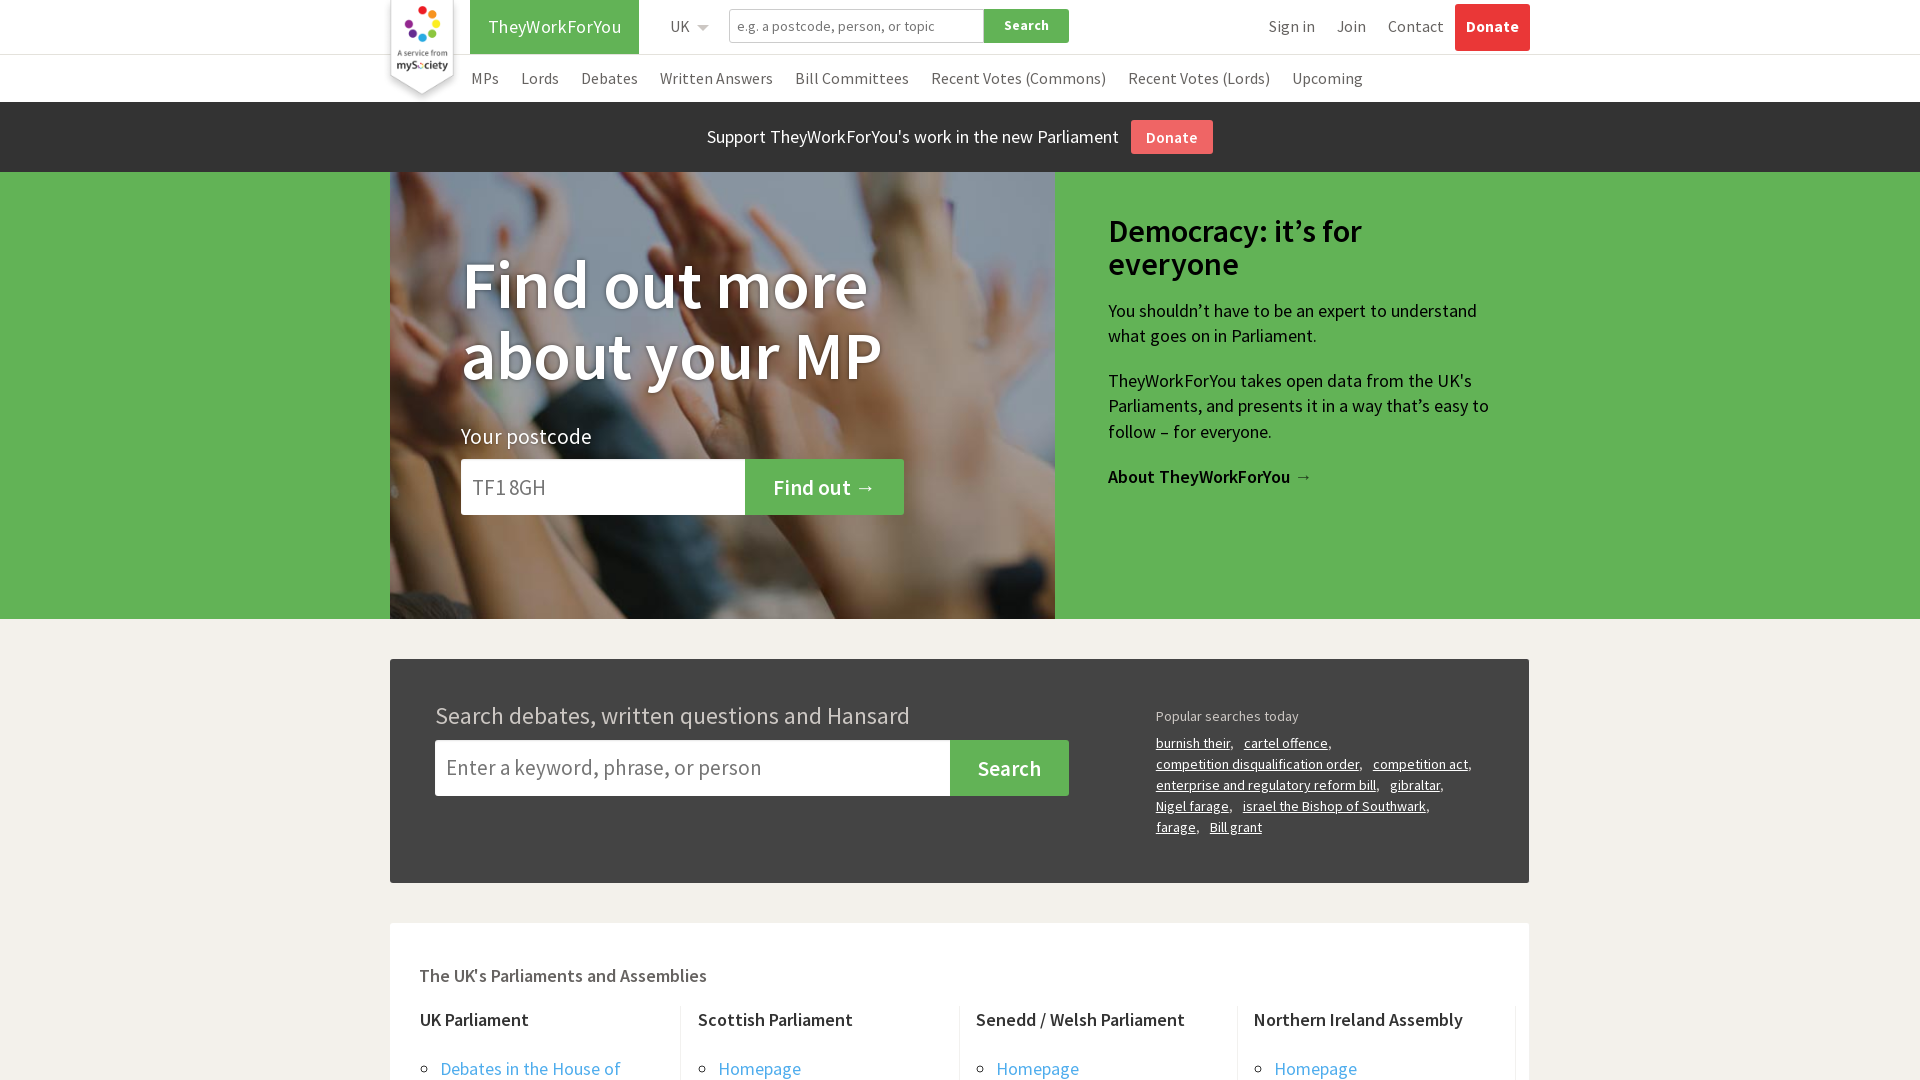 A service from
mySociety
TheyWorkForYou
UK
e.g. a postcode, person, or topic
Search
Sign in
Join
Contact
Donate
MPs
Lords
Debates
Written Answers
Bill Committees
Recent Votes (Commons)
Recent Votes (Lords)
Upcoming
Support TheyWorkForYou's work in the new Parliament
Donate
Find out more
about your MP
Your postcode
TF1 8GH
Find out →
Democracy: it’s for
everyone
You shouldn’t have to be an expert to understand
what goes on in Parliament.
TheyWorkForYou takes open data from the UK's
Parliaments, and presents it in a way that’s easy to
follow – for everyone.
About TheyWorkForYou →
Search debates, written questions and Hansard
Enter a keyword, phrase, or person
Search
Popular searches today
burnish their, cartel offence,
competition disqualification order, competition act,
enterprise and regulatory reform bill, gibraltar,
Nigel farage, israel the Bishop of Southwark,
farage, Bill grant
The UK's Parliaments and Assemblies
UK Parliament
Debates in the House of
Scottish Parliament
Homepage
Senedd / Welsh Parliament
Homepage
Northern Ireland Assembly
Homepage